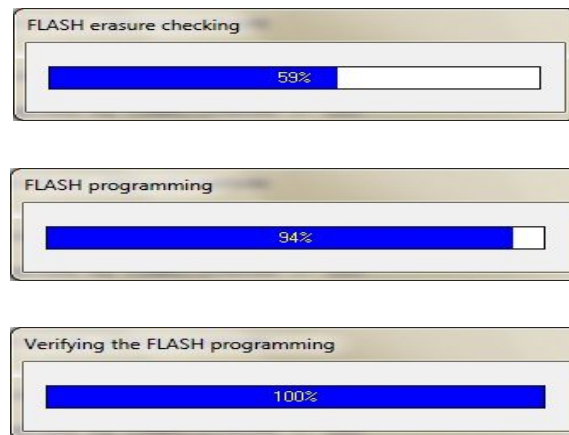 FLASH erasure checking
59%
FLASH programming
94%
Verifying the FLASH programming
100%